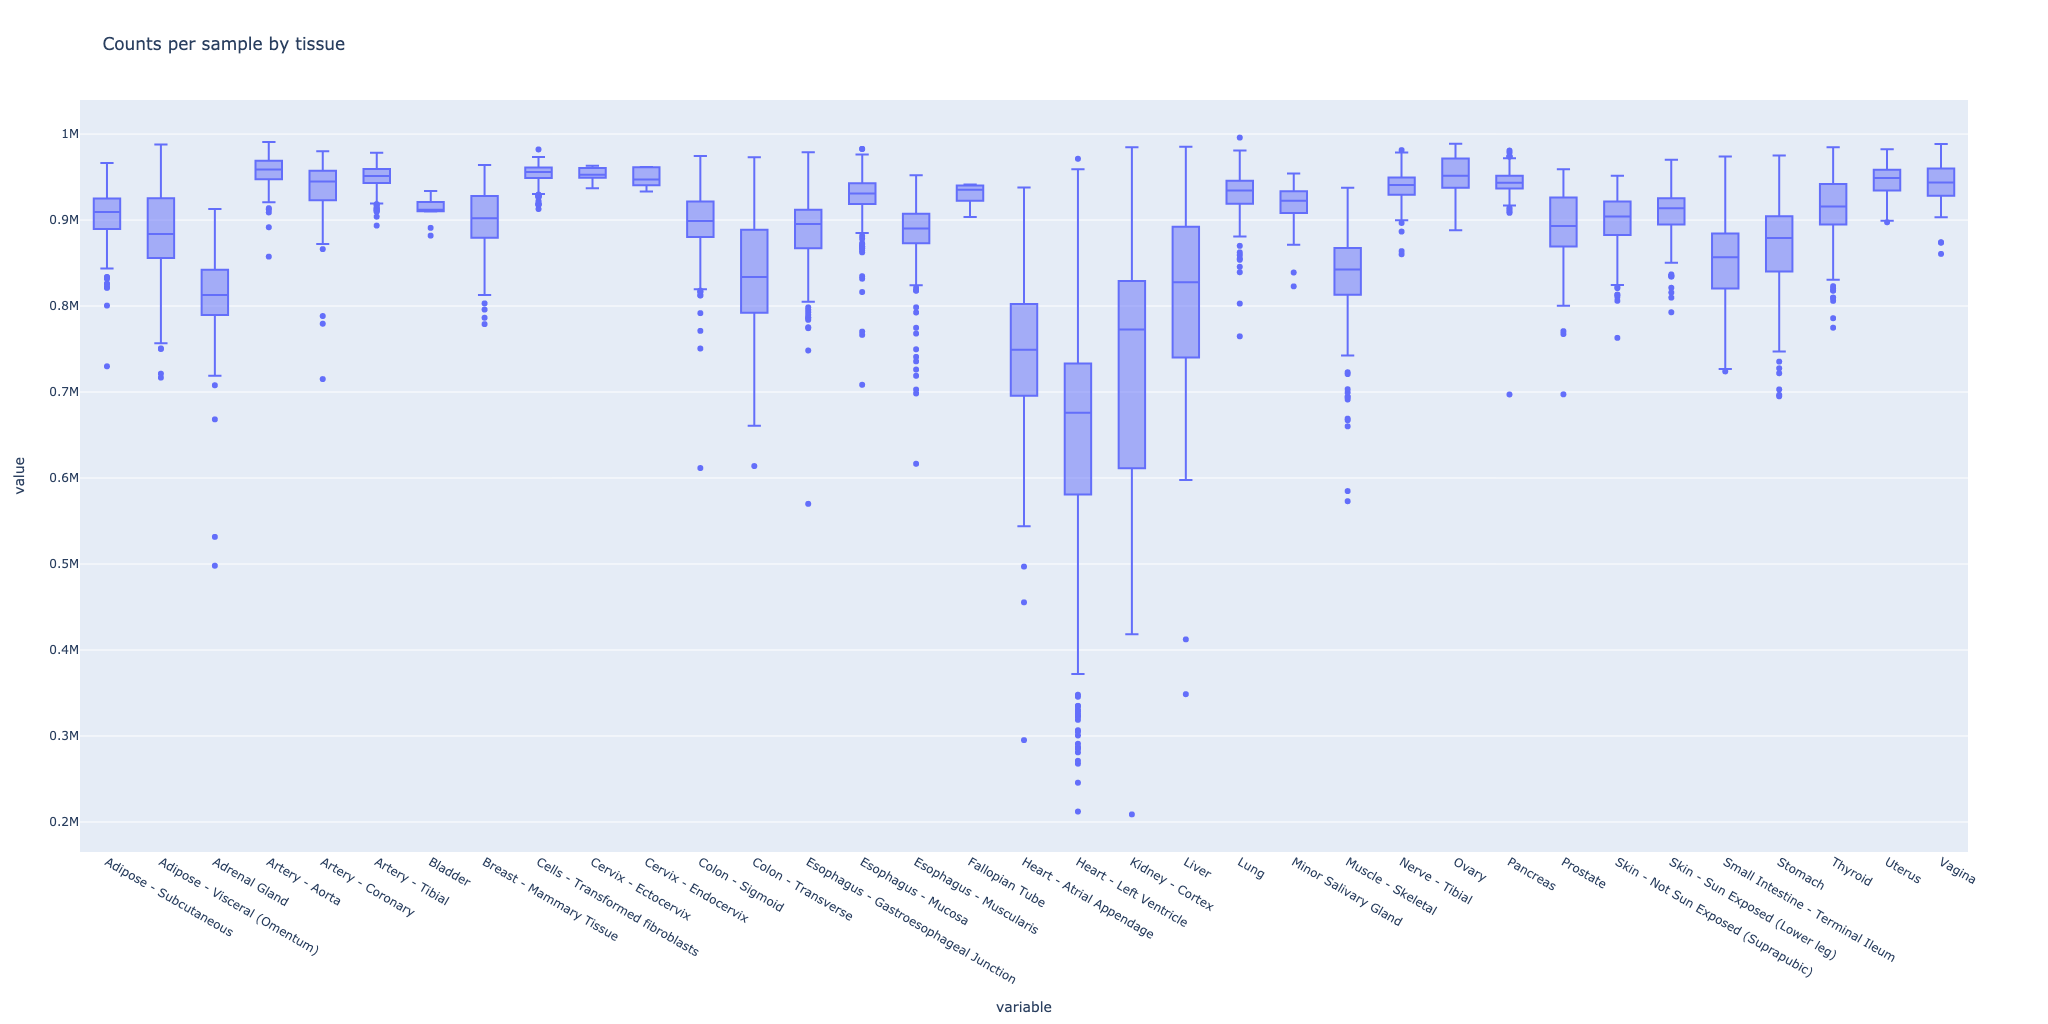 Counts per sample by tissue
value
1M
0.9M
0.8M
0.7M
0.6M
0.5M
0.4M
0.3M
0.2M
Adipose - Subcutaneous
Adipose - Visceral (Omentum)
Adrenal Gland
Artery - Aorta
Artery - Coronary
Artery - Tibial
Bladder
Breast - Mammary Tissue
Cells - Transformed fibroblasts
Cervix - Ectocervix
Cervix - Endocervix
Colon - Sigmoid
Colon - Transverse
Esophagus - Gastroesophageal Junction
Esophagus - Mucosa
Esophagus - Muscularis
Fallopian Tube
Heart - Atrial Appendage
Heart - Left Ventricle
Kidney - Cortex
Liver
Lung
Minor Salivary Gland
Muscle - Skeletal
Nerve - Tibial
Ovary
Pancreas
Prostate
Skin - Not Sun Exposed (Suprapubic)
Skin - Sun Exposed (Lower leg)
Small Intestine - Terminal Ileum
Stomach
Thyroid
Uterus
Vagina
variable